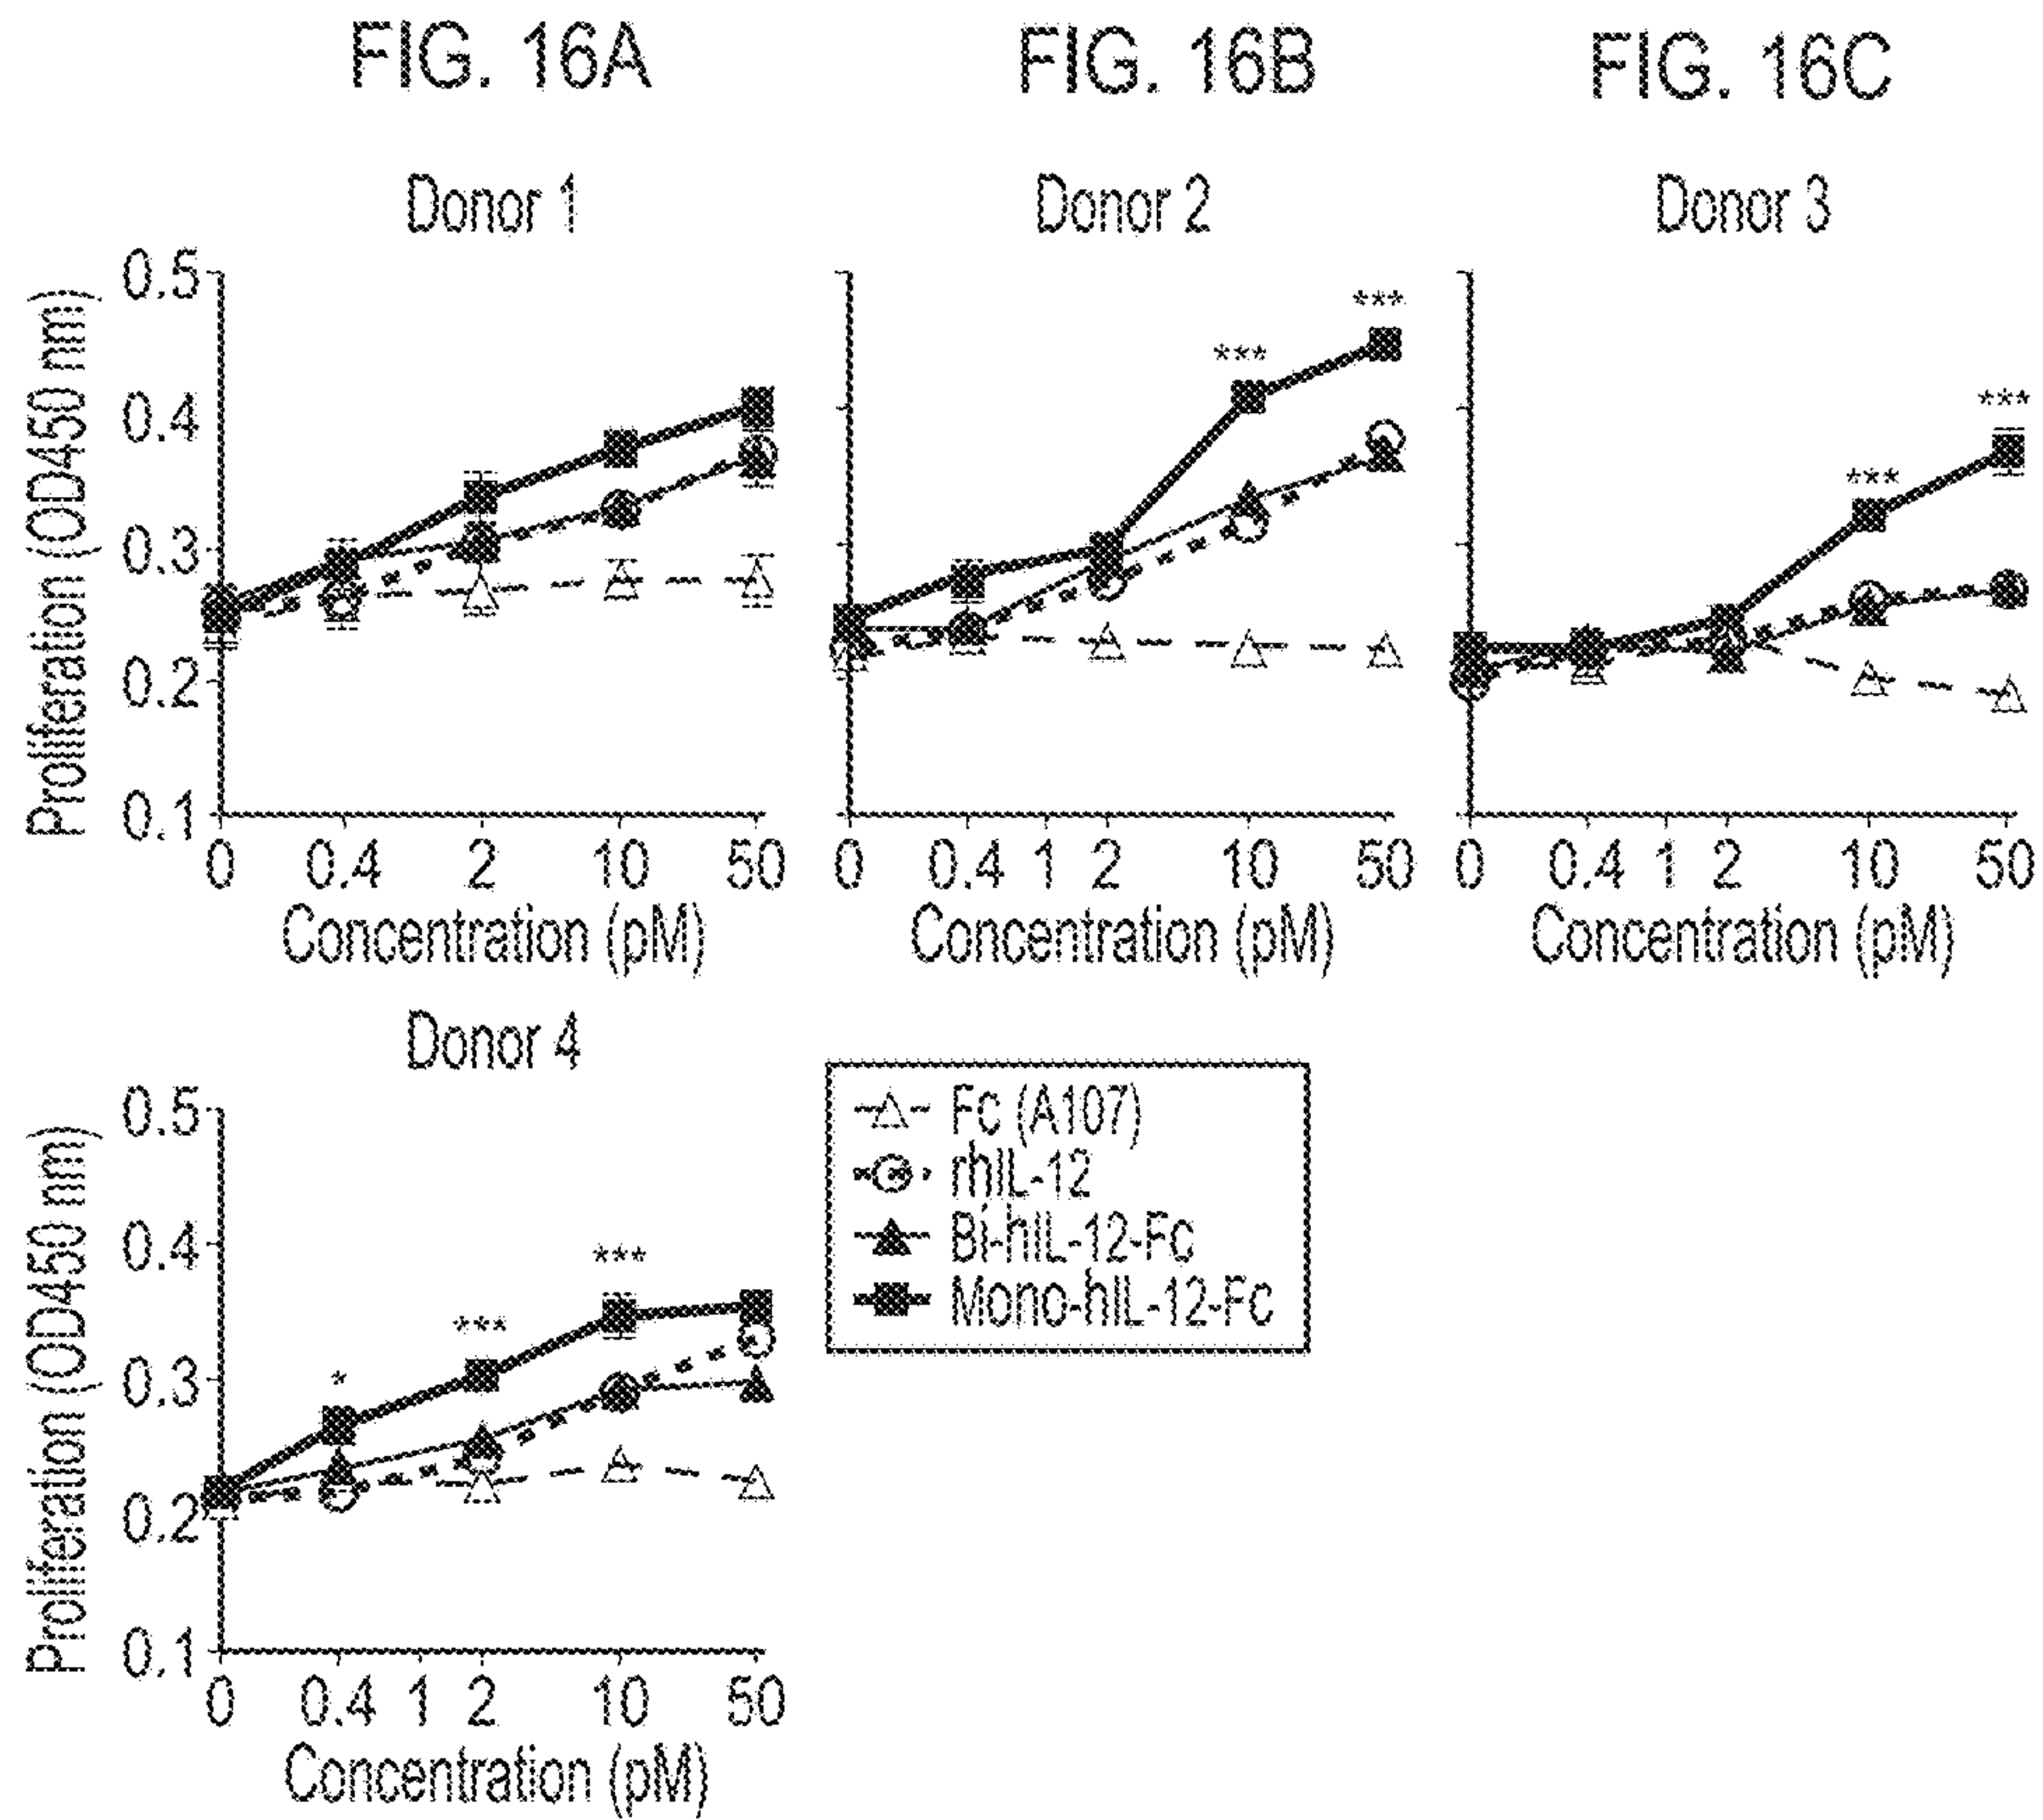 FIG. 16A FIG. 16B FIG. 16C
Donor 1 Donor 2 Donor 3
Proliferation (OD450 nm)
0.5
0.4
0.3
0.2
0.1
*** ***
*** ***
0 0.4 2 10 50 0 0.4 1 2 10 50 0 0.4 1 2 10 50
Concentration (pM) Concentration (pM) Concentration (pM)
Donor 4
Proliferation (OD450 nm)
0.5
0.4
0.3
0.2
0.1
* *** ***
0 0.4 1 2 10 50
Concentration (pM)
Fc (A107)
rhIL-12
Bi-hIL-12-Fc
Mono-hIL-12-Fc